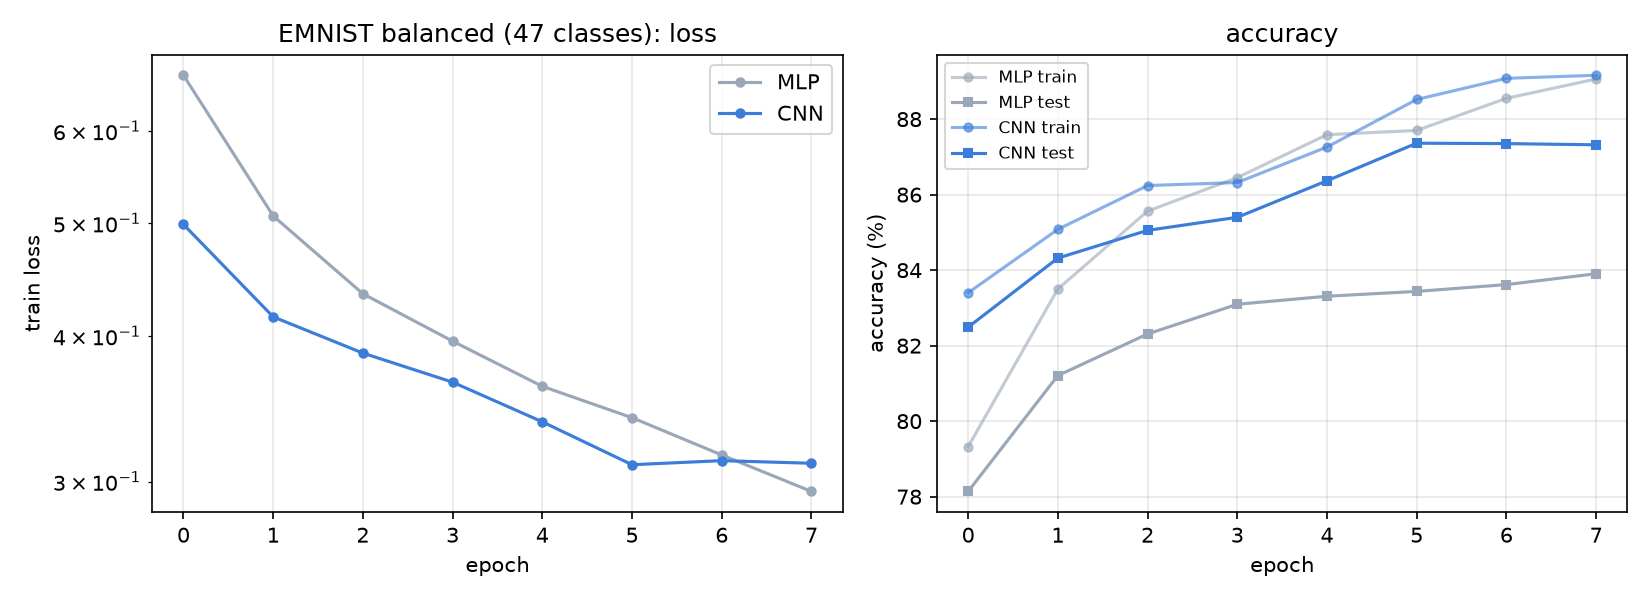 EMNIST balanced (47 classes): loss
train loss
6 × 10⁻¹
5 × 10⁻¹
4 × 10⁻¹
3 × 10⁻¹
MLP
CNN
0 1 2 3 4 5 6 7
epoch
accuracy
accuracy (%)
88
86
84
82
80
78
MLP train
MLP test
CNN train
CNN test
0 1 2 3 4 5 6 7
epoch